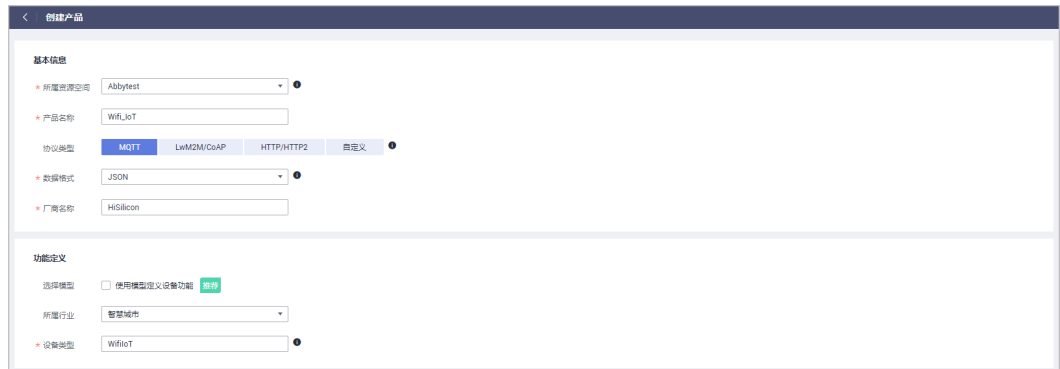 创建产品
基本信息
* 所属资源空间 Abbytest
* 产品名称 Wifi_IoT
协议类型 MQTT LwM2M/CoAP HTTP/HTTP2 自定义
* 数据格式 JSON
* 厂商名称 HiSilicon
功能定义
选择模型 使用模型定义设备功能 推荐
所属行业 智慧城市
* 设备类型 WifiIoT